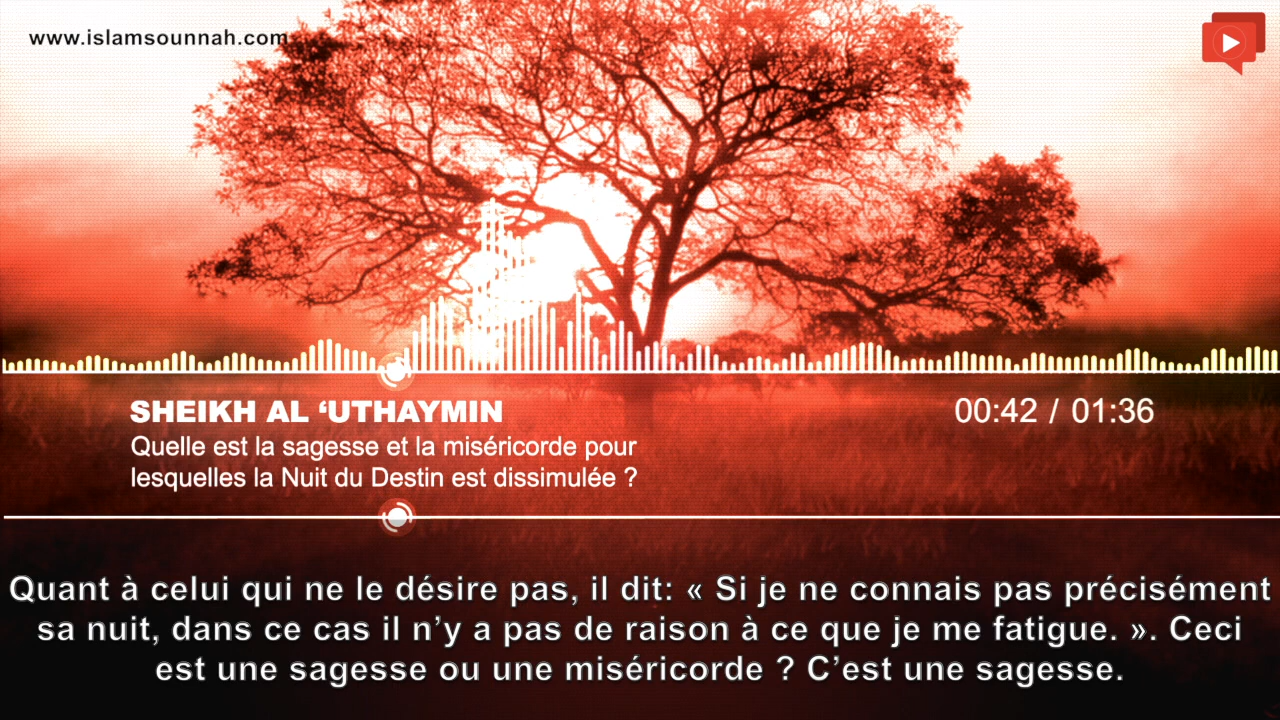 www.islamsounnah.com
SHEIKH AL ‘UTHAYMIN
00:42 / 01:36
Quelle est la sagesse et la miséricorde pour
lesquelles la Nuit du Destin est dissimulée ?
Quant à celui qui ne le désire pas, il dit: « Si je ne connais pas précisément
sa nuit, dans ce cas il n’y a pas de raison à ce que je me fatigue. ». Ceci
est une sagesse ou une miséricorde ? C’est une sagesse.